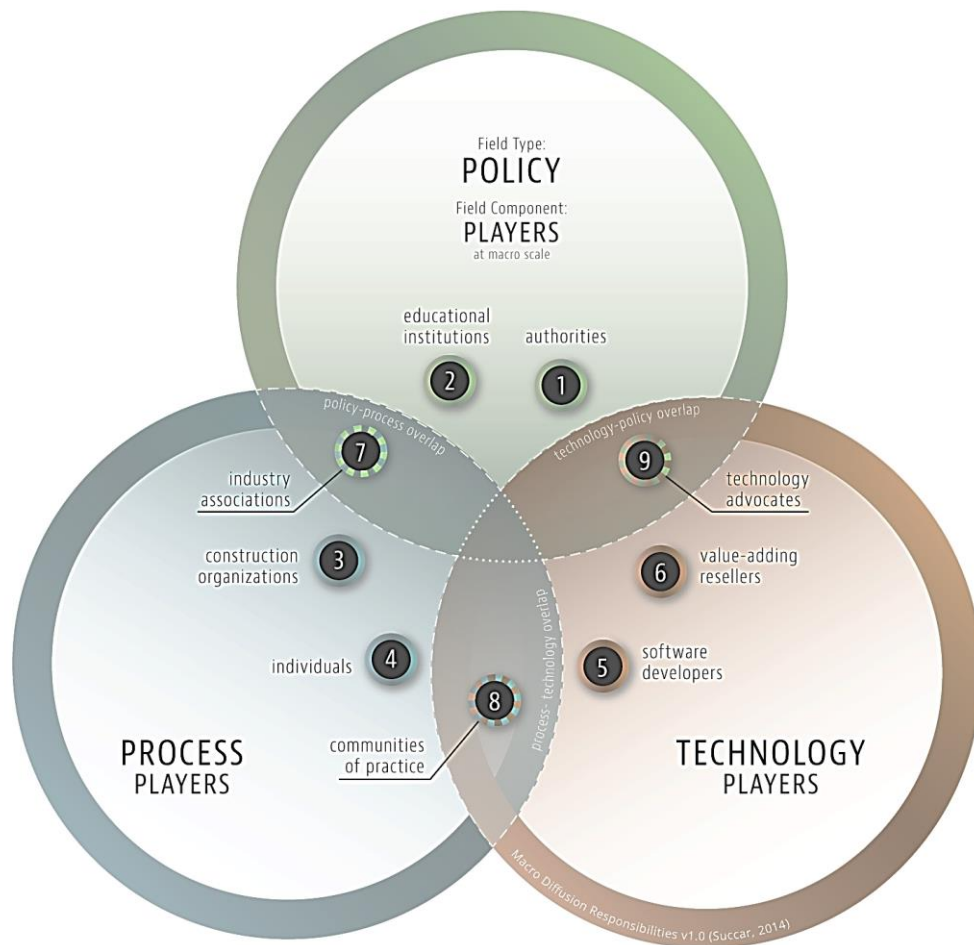 Field Type:
POLICY
Field Component:
PLAYERS
at macro scale
educational
institutions
authorities
2
1
policy-process overlap
technology-policy overlap
7
9
industry
associations
technology
advocates
construction
organizations
3
6
value-adding
resellers
individuals
4
5
software
developers
process- technology overlap
8
communities
of practice
PROCESS
PLAYERS
TECHNOLOGY
PLAYERS
Macro Diffusion Responsibilities v1.0 (Succar, 2014)